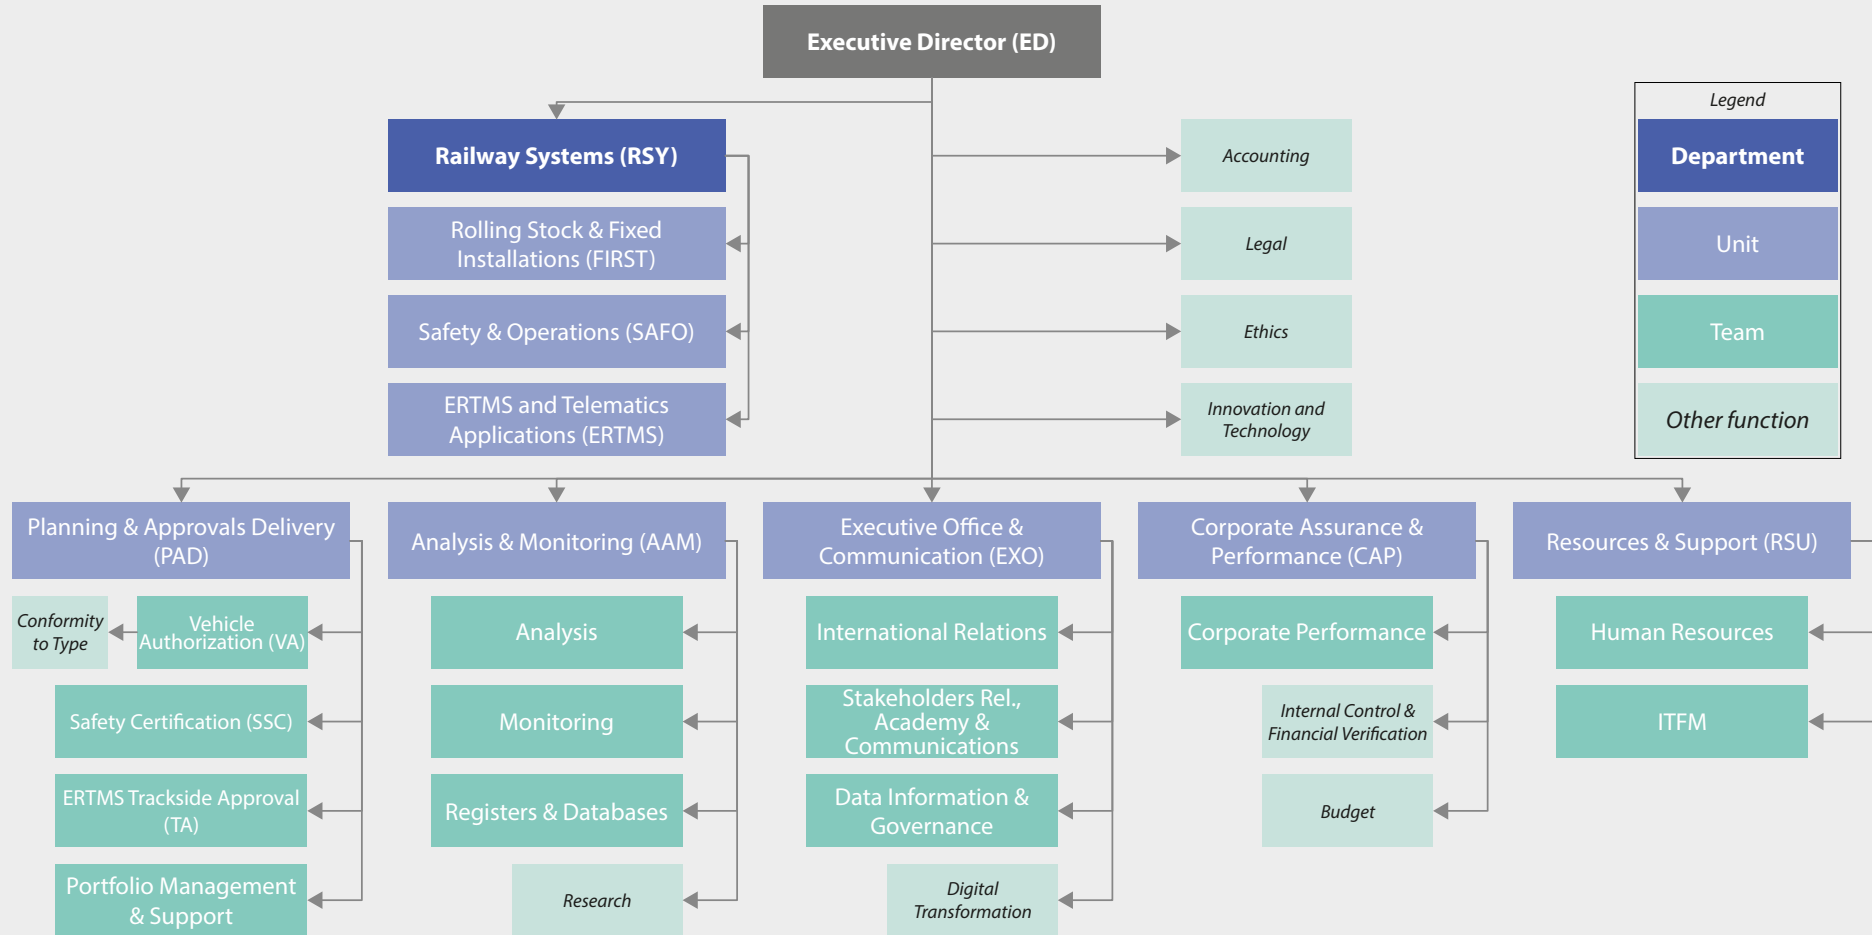 Executive Director (ED)
Legend
Railway Systems (RSY)
Accounting
Department
Rolling Stock & Fixed
Installations (FIRST)
Legal
Unit
Safety & Operations (SAFO)
Ethics
Team
ERTMS and Telematics
Applications (ERTMS)
Innovation and
Technology
Other function
Planning & Approvals Delivery
(PAD)
Analysis & Monitoring (AAM)
Executive Office &
Communication (EXO)
Corporate Assurance &
Performance (CAP)
Resources & Support (RSU)
Conformity
to Type
Vehicle
Authorization (VA)
Analysis
International Relations
Corporate Performance
Human Resources
Safety Certification (SSC)
Monitoring
Stakeholders Rel.,
Academy &
Communications
Internal Control &
Financial Verification
ITFM
ERTMS Trackside Approval
(TA)
Registers & Databases
Data Information &
Governance
Budget
Portfolio Management
& Support
Research
Digital
Transformation